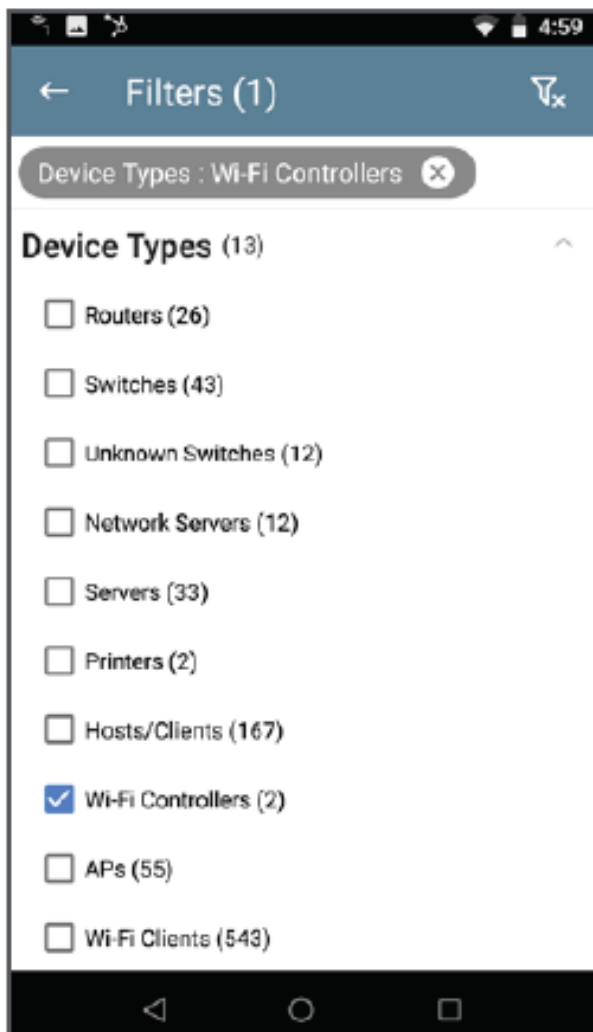 4:59
Filters (1)
Device Types : Wi-Fi Controllers
Device Types (13)
Routers (26)
Switches (43)
Unknown Switches (12)
Network Servers (12)
Servers (33)
Printers (2)
Hosts/Clients (167)
Wi-Fi Controllers (2)
APs (55)
Wi-Fi Clients (543)